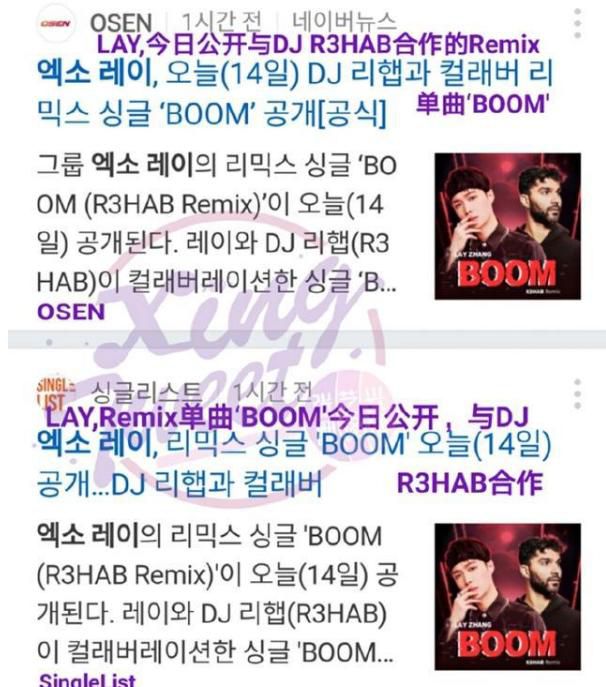 OSEN
OSEN | 1시간 전 | 네이버뉴스
LAY,今日公开与DJ R3HAB合作的Remix
엑소 레이, 오늘(14일) DJ 리햅과 컬래버 리
单曲‘BOOM'
믹스 싱글 ‘BOOM’ 공개[공식]
그룹 엑소 레이의 리믹스 싱글 ‘BO
OM (R3HAB Remix)’이 오늘(14
일) 공개된다. 레이와 DJ 리햅(R3
HAB)이 컬래버레이션한 싱글 ‘B...
LAY ZHANG
BOOM
R3HAB Remix
OSEN
Xing
SINGLE
LIST
싱글리스트 1시간 전
LAY,Remix单曲‘BOOM'今日公开，与DJ
엑소 레이, 리믹스 싱글 'BOOM' 오늘(14일)
공개...DJ 리햅과 컬래버
R3HAB合作
엑소 레이의 리믹스 싱글 'BOOM
(R3HAB Remix)'이 오늘(14일) 공
개된다. 레이와 DJ 리햅(R3HAB)
이 컬래버레이션한 싱글 'BOOM...
LAY ZHANG
BOOM
R3HAB Remix
SingleList